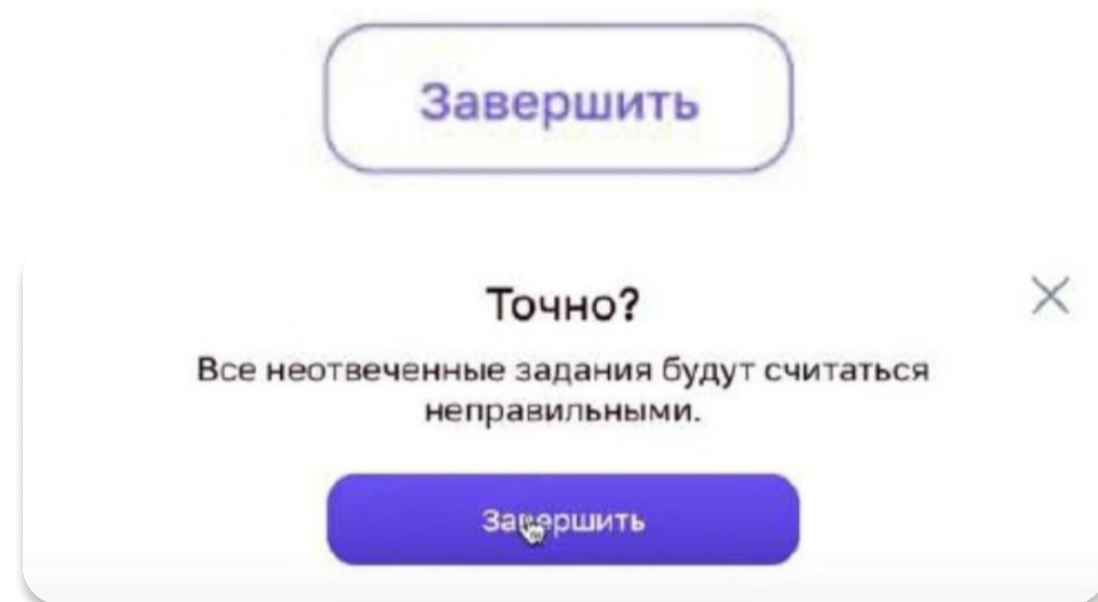 Завершить
Точно?
Все неотвеченные задания будут считаться
неправильными.
Завершить